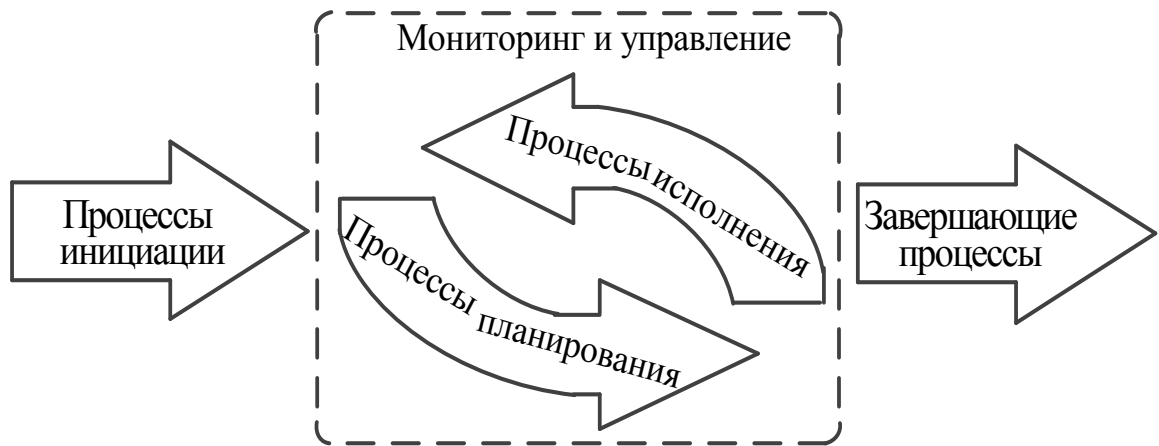 Мониторинг и управление
Процессы исполнения
Процессы
инициации
Процессы планирования
Завершающие
процессы